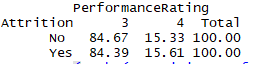 PerformanceRating
Attrition 3 4 Total
No 84.67 15.33 100.00
Yes 84.39 15.61 100.00